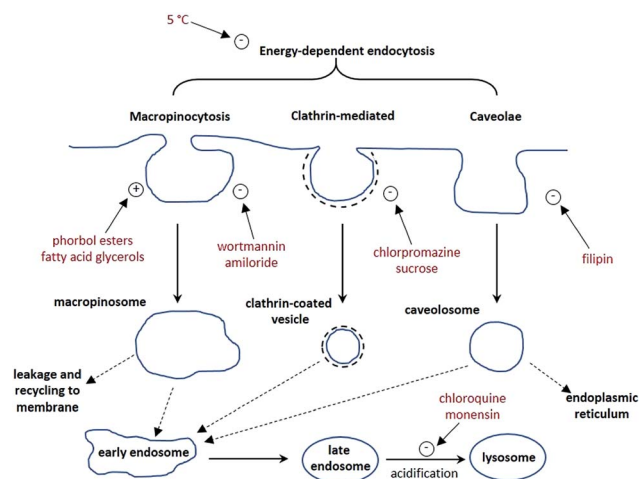 5 °C
-
Energy-dependent endocytosis
Macropinocytosis
Clathrin-mediated
Caveolae
+
-
-
-
phorbol esters
fatty acid glycerols
wortmannin
amiloride
chlorpromazine
sucrose
filipin
macropinosome
clathrin-coated
vesicle
caveolosome
leakage and
recycling to
membrane
endoplasmic
reticulum
chloroquine
monensin
-
early endosome
late
endosome
acidification
lysosome